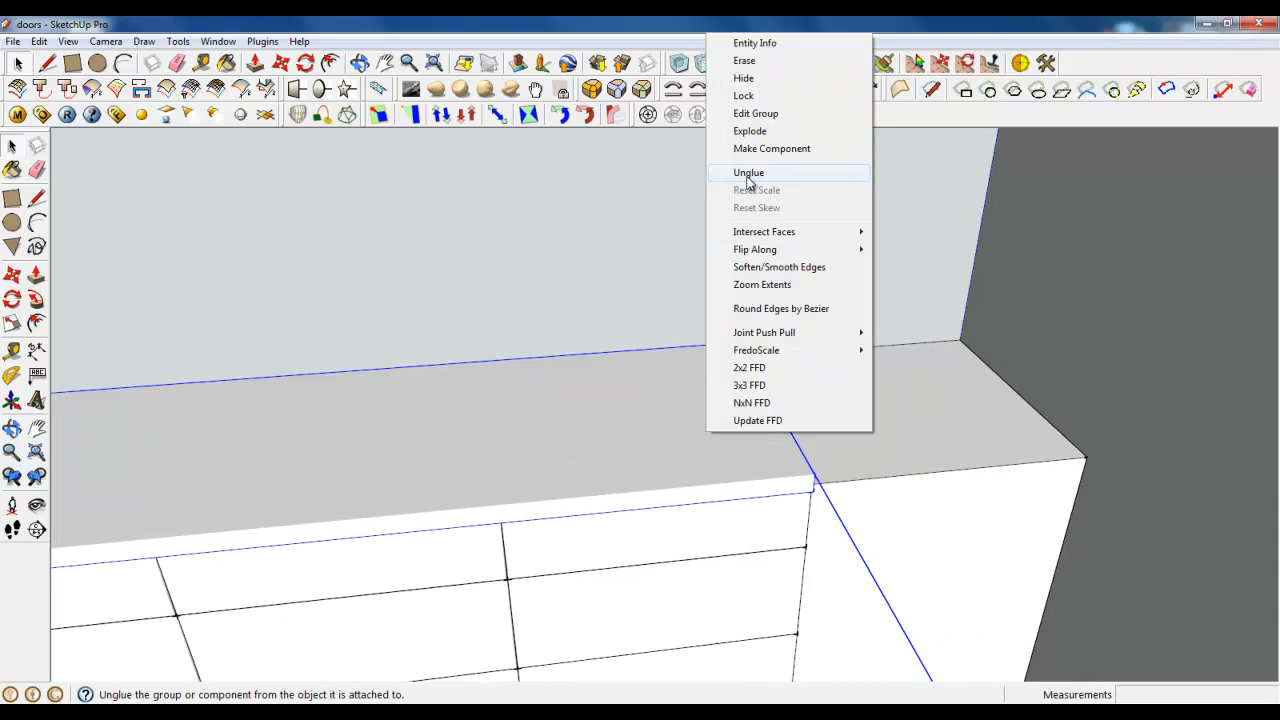 doors - SketchUp Pro
File Edit View Camera Draw Tools Window Plugins Help
Entity Info
Erase
Hide
Lock
Edit Group
Explode
Make Component
Unglue
Reset Scale
Reset Skew
Intersect Faces
Flip Along
Soften/Smooth Edges
Zoom Extents
Round Edges by Bezier
Joint Push Pull
FredoScale
2x2 FFD
3x3 FFD
NxN FFD
Update FFD
Unglue the group or component from the object it is attached to.
Measurements